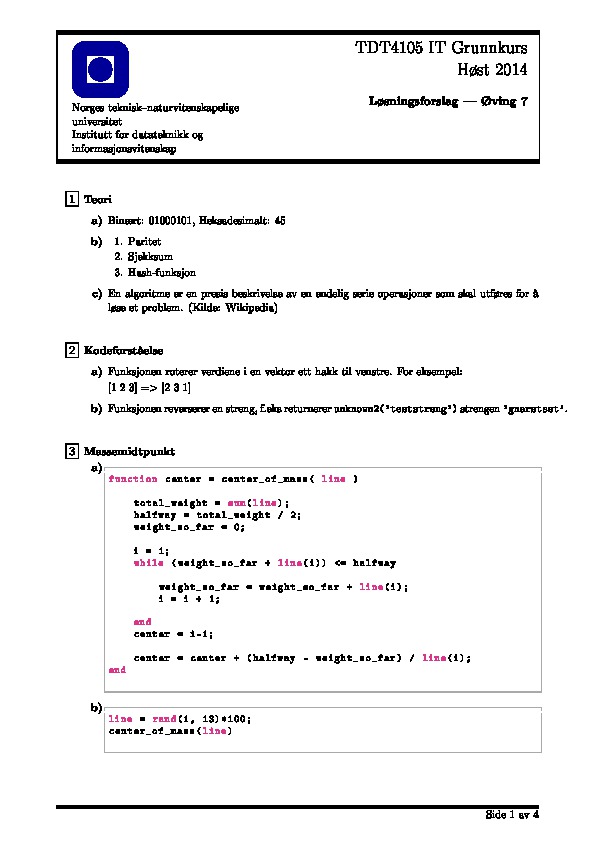 TDT4105 IT Grunnkurs
Høst 2014
Norges teknisk–naturvitenskapelige
universitet
Institutt for datateknikk og
informasjonsvitenskap
Løsningsforslag — Øving 7
1 Teori
a) Binært: 01000101, Heksadesimalt: 45
b) 1. Paritet
2. Sjekksum
3. Hash-funksjon
c) En algoritme er en presis beskrivelse av en endelig serie operasjoner som skal utføres for å
løse et problem. (Kilde: Wikipedia)
2 Kodeforståelse
a) Funksjonen roterer verdiene i en vektor ett hakk til venstre. For eksempel:
[1 2 3] => [2 3 1]
b) Funksjonen reverserer en streng, f.eks returnerer unknown2('teststreng') strengen 'gnertstset'.
3 Massemidtpunkt
a)
function center = center_of_mass( line )
total_weight = sum(line);
halfway = total_weight / 2;
weight_so_far = 0;
i = 1;
while (weight_so_far + line(i)) <= halfway
weight_so_far = weight_so_far + line(i);
i = i + 1;
end
center = i-1;
center = center + (halfway - weight_so_far) / line(i);
end
b)
line = rand(1, 13)*100;
center_of_mass(line)
Side 1 av 4